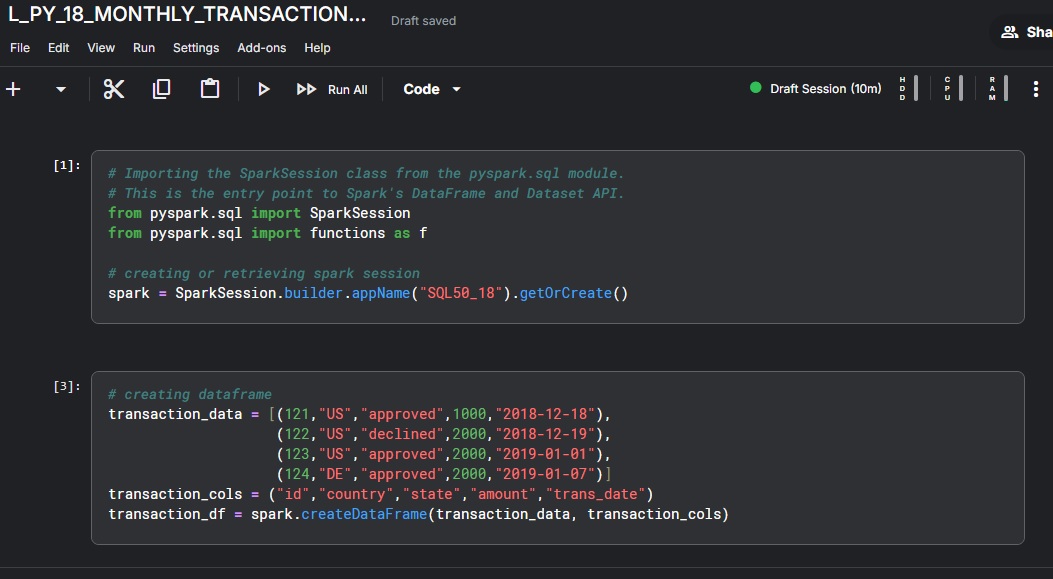 L_PY_18_MONTHLY_TRANSACTION... Draft saved
Sha
File Edit View Run Settings Add-ons Help
Run All Code Draft Session (10m) HDD CPU RAM
[1]:
# Importing the SparkSession class from the pyspark.sql module.
# This is the entry point to Spark's DataFrame and Dataset API.
from pyspark.sql import SparkSession
from pyspark.sql import functions as f
# creating or retrieving spark session
spark = SparkSession.builder.appName("SQL50_18").getOrCreate()
[3]:
# creating dataframe
transaction_data = [(121,"US","approved",1000,"2018-12-18"),
(122,"US","declined",2000,"2018-12-19"),
(123,"US","approved",2000,"2019-01-01"),
(124,"DE","approved",2000,"2019-01-07")]
transaction_cols = ("id","country","state","amount","trans_date")
transaction_df = spark.createDataFrame(transaction_data, transaction_cols)